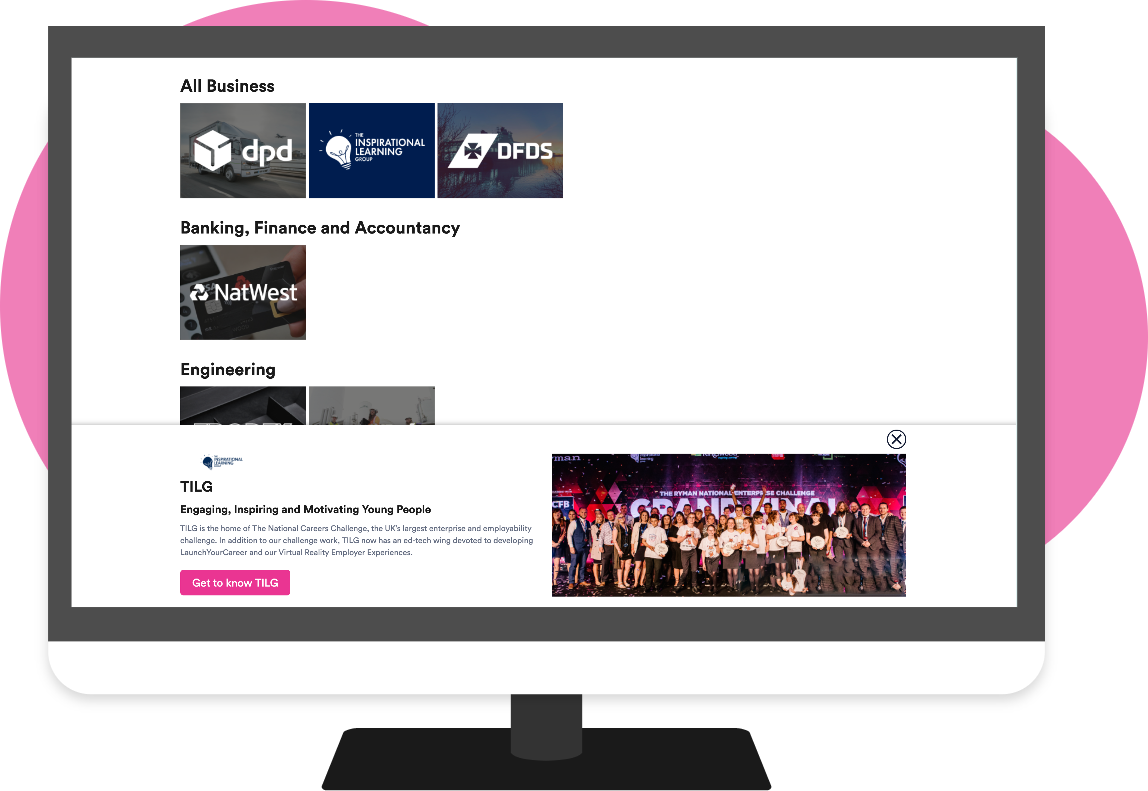 All Business
dpd
THE
INSPIRATIONAL
LEARNING
GROUP
DFDS
Banking, Finance and Accountancy
NatWest
Engineering
THE
INSPIRATIONAL
LEARNING
TILG
Engaging, Inspiring and Motivating Young People
TILG is the home of The National Careers Challenge, the UK's largest enterprise and employability
challenge. In addition to our challenge work, TILG now has an ed-tech wing devoted to developing
LaunchYourCareer and our Virtual Reality Employer Experiences.
Get to know TILG
THE RYMAN NATIONAL ENTERPRISE CHALLENGE
GRAND FINAL
CFB